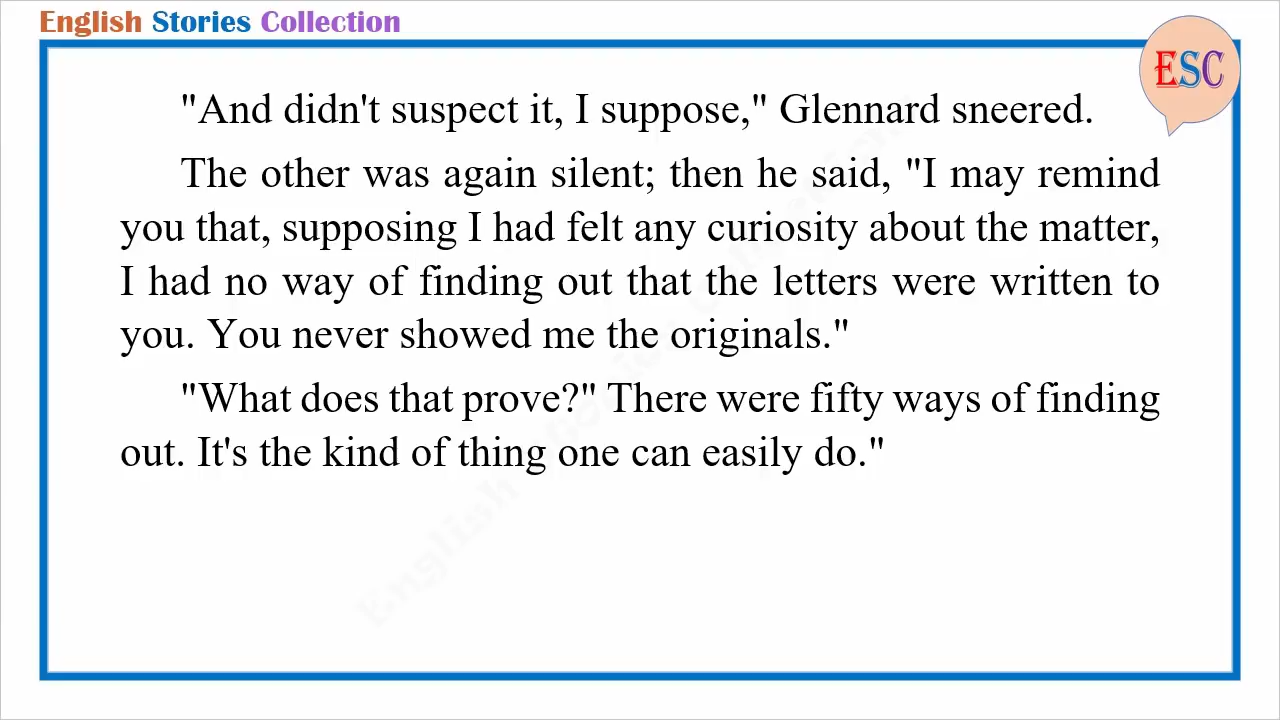 English Stories Collection
ESC
"And didn't suspect it, I suppose," Glennard sneered.
The other was again silent; then he said, "I may remind
you that, supposing I had felt any curiosity about the matter,
I had no way of finding out that the letters were written to
you. You never showed me the originals."
"What does that prove?" There were fifty ways of finding
out. It's the kind of thing one can easily do."
English Stories Collection